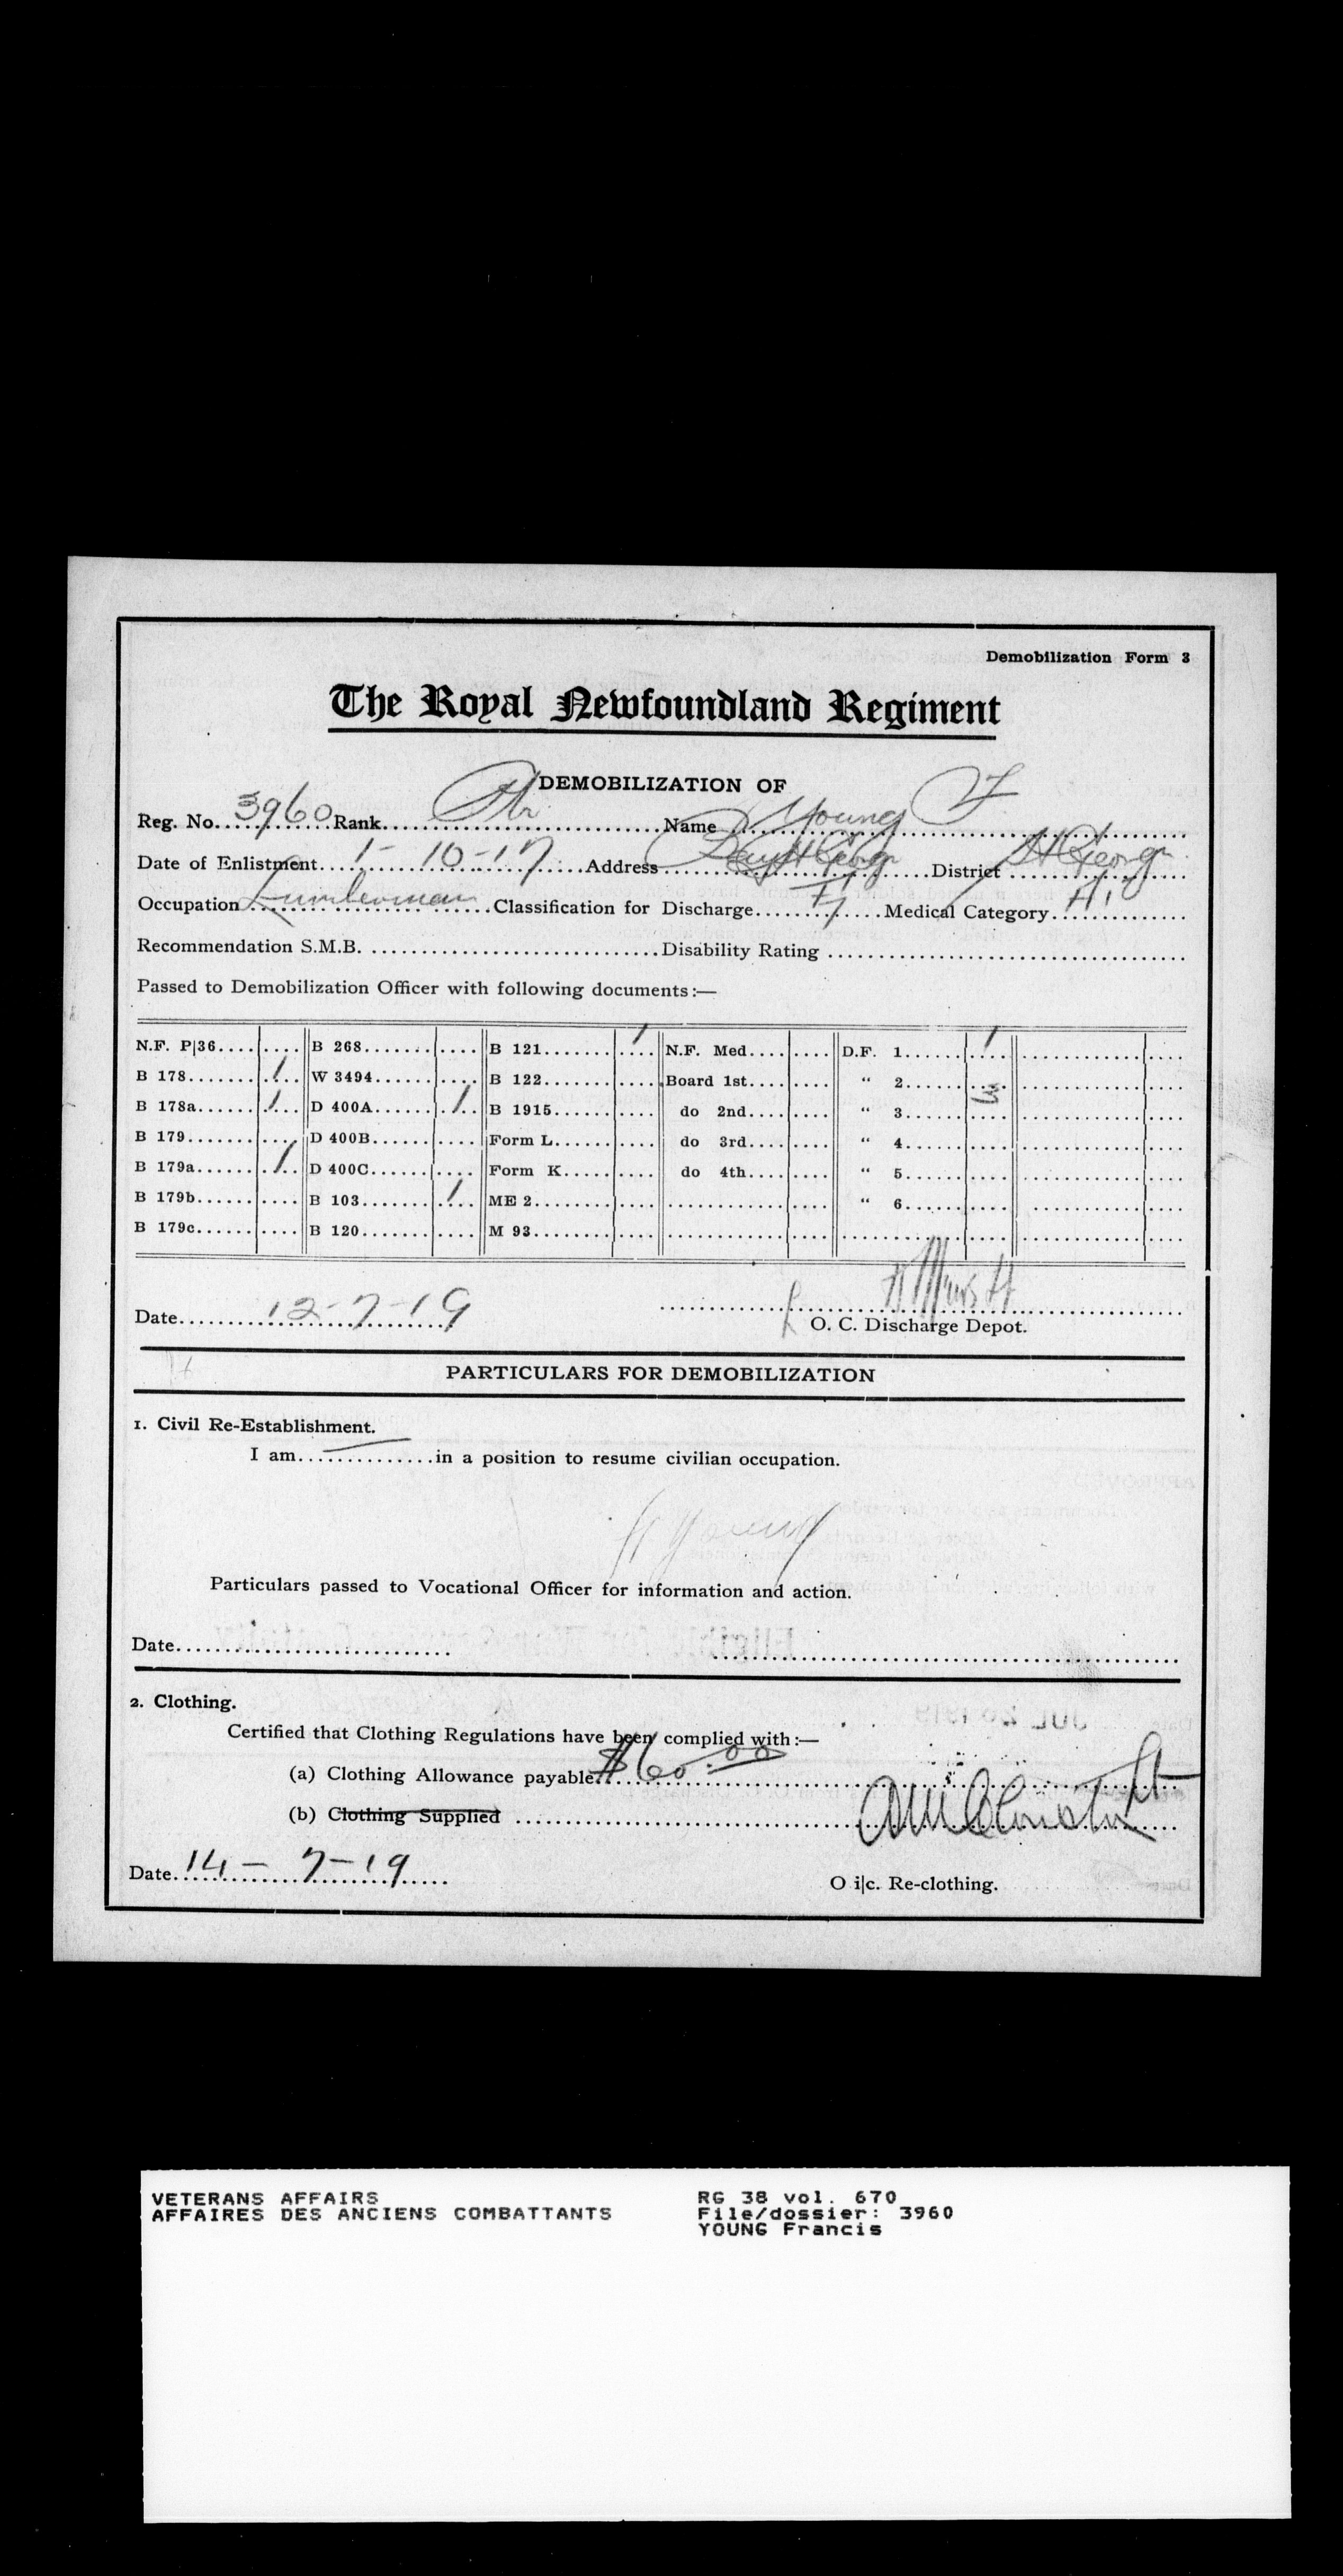 Demobilization Form 3
The Royal Newfoundland Regiment
DEMOBILIZATION OF
Reg. No. 3960 Rank Pte Name Young F
Date of Enlistment 1-10-17 Address Bay St George District St Georges
Occupation Lumberman Classification for Discharge Medical Category A1
Recommendation S.M.B. Disability Rating
Passed to Demobilization Officer with following documents:—
N.F. P|36 B 268 B 121 / N.F. Med. D.F. 1 /
B 178 / W 3494 B 122 Board 1st " 2
B 178a / D 400A / B 1915 do 2nd " 3 3
B 179 D 400B Form L do 3rd " 4
B 179a / D 400C Form K do 4th " 5
B 179b B 103 / ME 2 " 6
B 179c B 120 M 93
Date 12-7-19
O. C. Discharge Depot.
PARTICULARS FOR DEMOBILIZATION
1. Civil Re-Establishment.
I am in a position to resume civilian occupation.
F Young
Particulars passed to Vocational Officer for information and action.
Date
2. Clothing.
Certified that Clothing Regulations have been complied with:—
(a) Clothing Allowance payable $60.00
(b) Clothing Supplied
Date 14-7-19
O i|c. Re-clothing.
VETERANS AFFAIRS RG 38 vol. 670
AFFAIRES DES ANCIENS COMBATTANTS File/dossier: 3960
YOUNG Francis